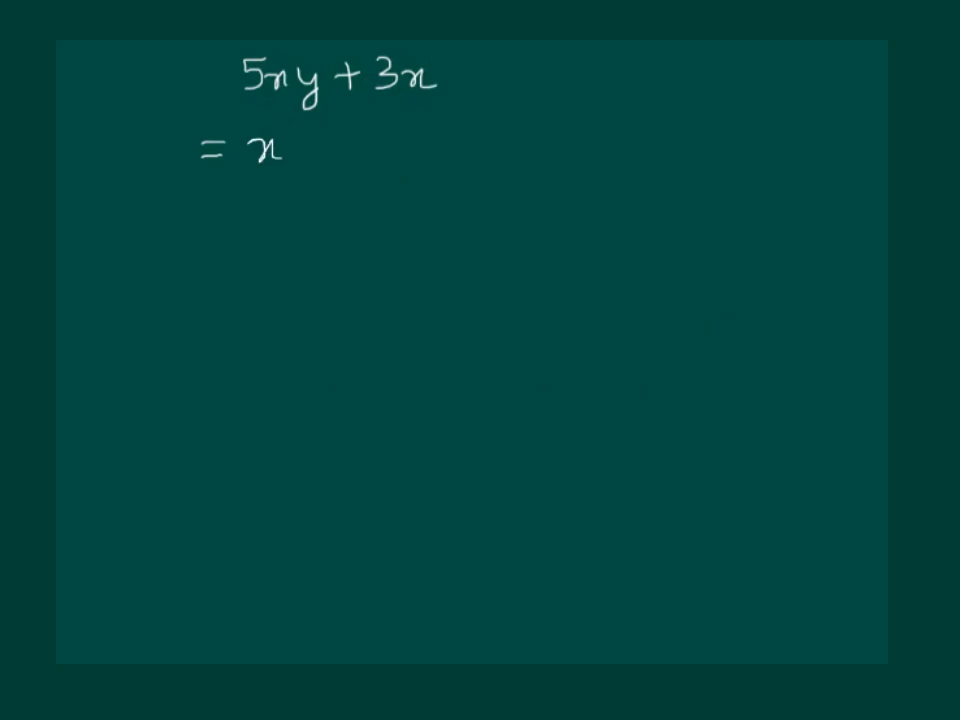 5xy + 3x
= x